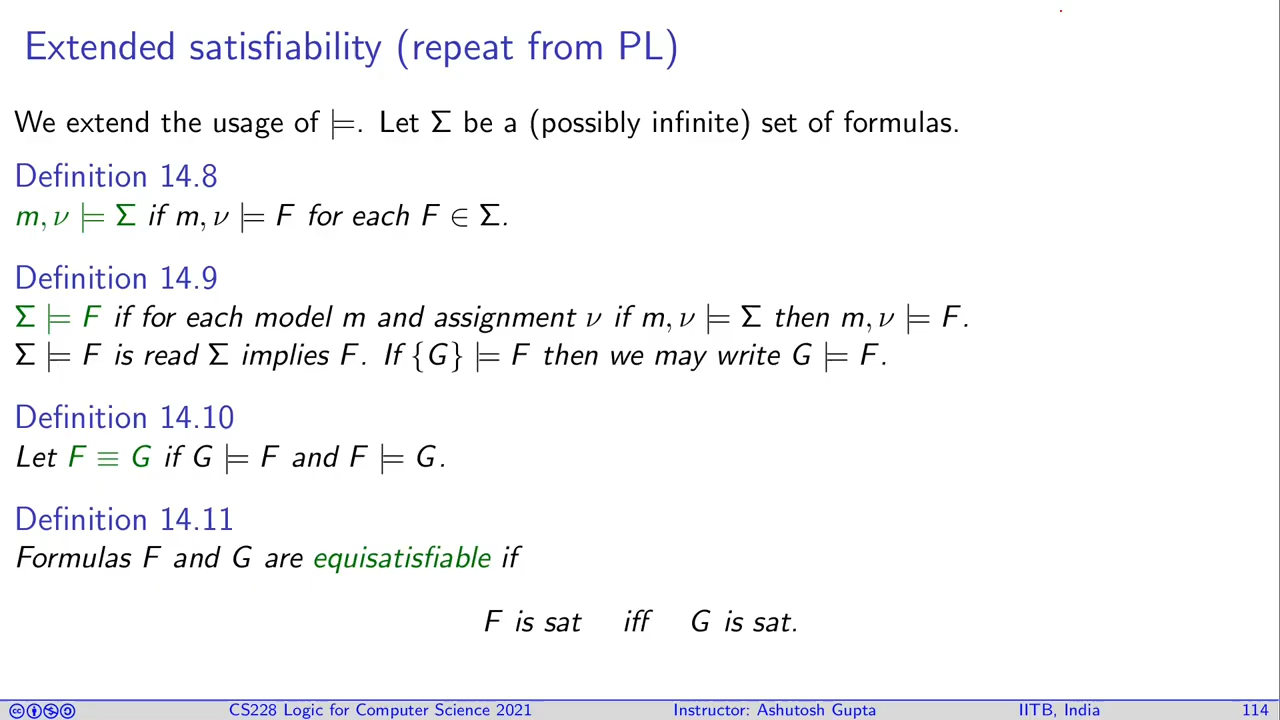 Extended satisfiability (repeat from PL)
We extend the usage of ⊨. Let Σ be a (possibly infinite) set of formulas.
Definition 14.8
m, ν ⊨ Σ if m, ν ⊨ F for each F ∈ Σ.
Definition 14.9
Σ ⊨ F if for each model m and assignment ν if m, ν ⊨ Σ then m, ν ⊨ F.
Σ ⊨ F is read Σ implies F. If {G} ⊨ F then we may write G ⊨ F.
Definition 14.10
Let F ≡ G if G ⊨ F and F ⊨ G.
Definition 14.11
Formulas F and G are equisatisfiable if
F is sat iff G is sat.
CS228 Logic for Computer Science 2021 Instructor: Ashutosh Gupta IITB, India 114